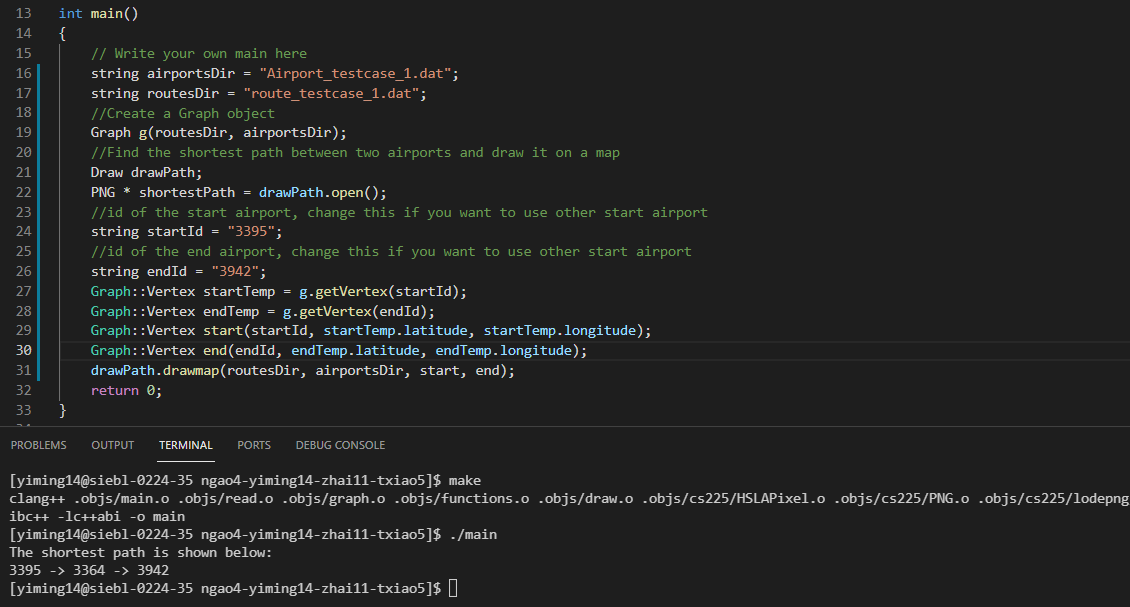 13 int main()
14 {
15 // Write your own main here
16 string airportsDir = "Airport_testcase_1.dat";
17 string routesDir = "route_testcase_1.dat";
18 //Create a Graph object
19 Graph g(routesDir, airportsDir);
20 //Find the shortest path between two airports and draw it on a map
21 Draw drawPath;
22 PNG * shortestPath = drawPath.open();
23 //id of the start airport, change this if you want to use other start airport
24 string startId = "3395";
25 //id of the end airport, change this if you want to use other start airport
26 string endId = "3942";
27 Graph::Vertex startTemp = g.getVertex(startId);
28 Graph::Vertex endTemp = g.getVertex(endId);
29 Graph::Vertex start(startId, startTemp.latitude, startTemp.longitude);
30 Graph::Vertex end(endId, endTemp.latitude, endTemp.longitude);
31 drawPath.drawmap(routesDir, airportsDir, start, end);
32 return 0;
33 }
PROBLEMS OUTPUT TERMINAL PORTS DEBUG CONSOLE
[yiming14@siebl-0224-35 ngao4-yiming14-zhai11-txiao5]$ make
clang++ .objs/main.o .objs/read.o .objs/graph.o .objs/functions.o .objs/draw.o .objs/cs225/HSLAPixel.o .objs/cs225/PNG.o .objs/cs225/lodepng
ibc++ -lc++abi -o main
[yiming14@siebl-0224-35 ngao4-yiming14-zhai11-txiao5]$ ./main
The shortest path is shown below:
3395 -> 3364 -> 3942
[yiming14@siebl-0224-35 ngao4-yiming14-zhai11-txiao5]$